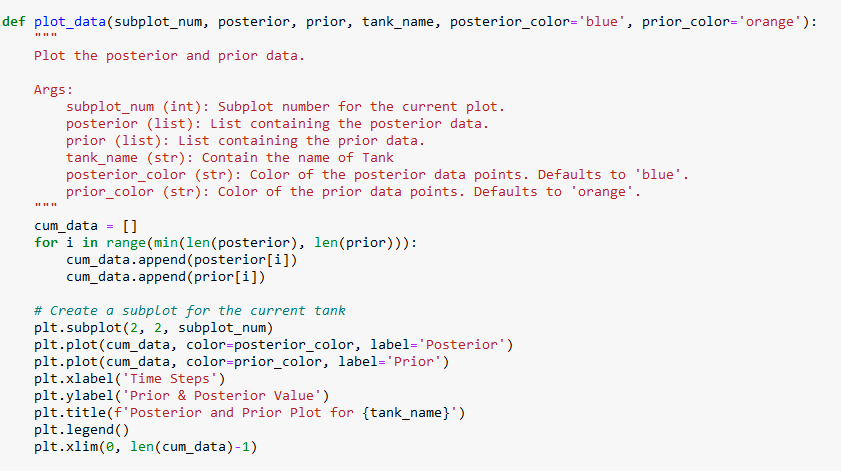 def plot_data(subplot_num, posterior, prior, tank_name, posterior_color='blue', prior_color='orange'):
    """
    Plot the posterior and prior data.

    Args:
        subplot_num (int): Subplot number for the current plot.
        posterior (list): List containing the posterior data.
        prior (list): List containing the prior data.
        tank_name (str): Contain the name of Tank
        posterior_color (str): Color of the posterior data points. Defaults to 'blue'.
        prior_color (str): Color of the prior data points. Defaults to 'orange'.
    """
    cum_data = []
    for i in range(min(len(posterior), len(prior))):
        cum_data.append(posterior[i])
        cum_data.append(prior[i])

    # Create a subplot for the current tank
    plt.subplot(2, 2, subplot_num)
    plt.plot(cum_data, color=posterior_color, label='Posterior')
    plt.plot(cum_data, color=prior_color, label='Prior')
    plt.xlabel('Time Steps')
    plt.ylabel('Prior & Posterior Value')
    plt.title(f'Posterior and Prior Plot for {tank_name}')
    plt.legend()
    plt.xlim(0, len(cum_data)-1)